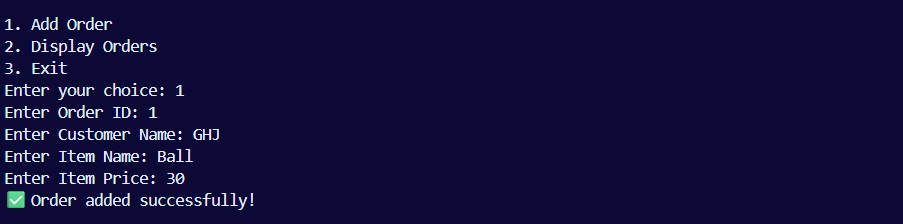 1. Add Order
2. Display Orders
3. Exit
Enter your choice: 1
Enter Order ID: 1
Enter Customer Name: GHJ
Enter Item Name: Ball
Enter Item Price: 30
✅ Order added successfully!